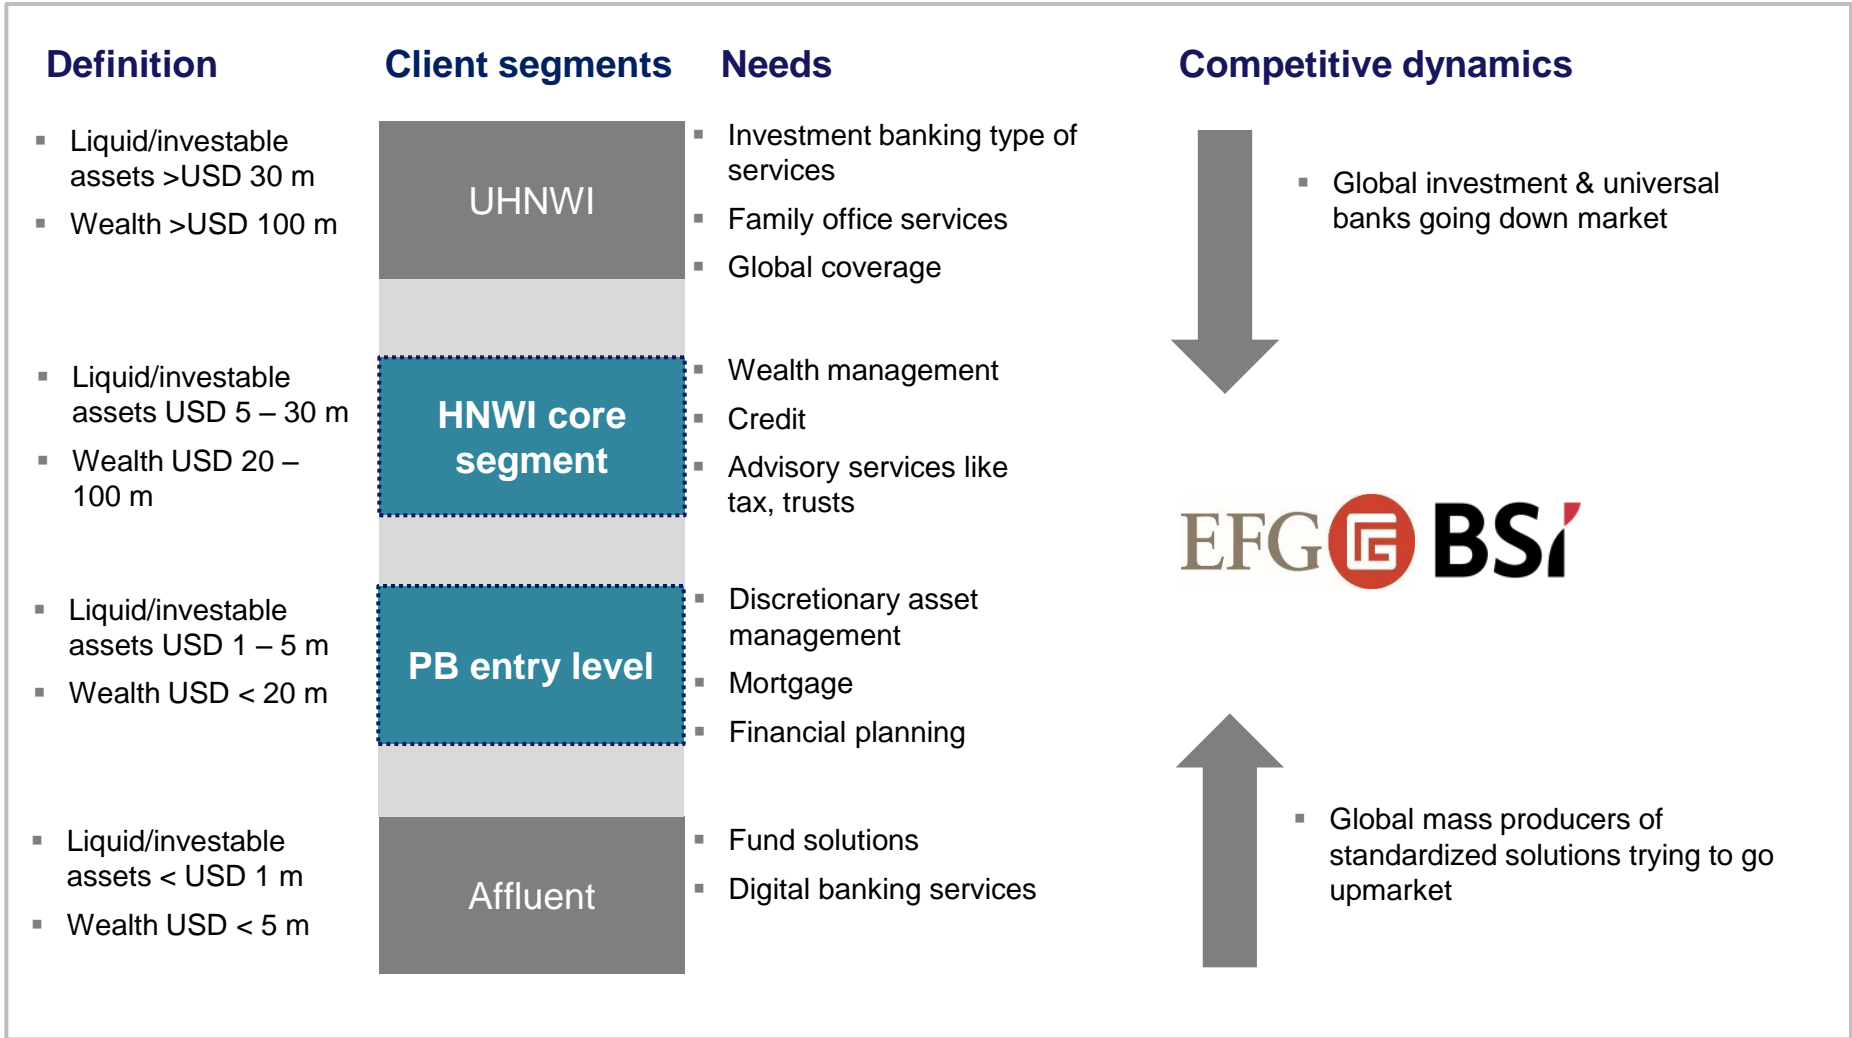 Definition
Client segments
Needs
Competitive dynamics
▪ Liquid/investable
assets >USD 30 m
▪ Wealth >USD 100 m
UHNWI
▪ Investment banking type of
services
▪ Family office services
▪ Global coverage
▪ Global investment & universal
banks going down market
▪ Liquid/investable
assets USD 5 – 30 m
▪ Wealth USD 20 –
100 m
HNWI core
segment
▪ Wealth management
▪ Credit
▪ Advisory services like
tax, trusts
EFG BSi
▪ Liquid/investable
assets USD 1 – 5 m
▪ Wealth USD < 20 m
PB entry level
▪ Discretionary asset
management
▪ Mortgage
▪ Financial planning
▪ Liquid/investable
assets < USD 1 m
▪ Wealth USD < 5 m
Affluent
▪ Fund solutions
▪ Digital banking services
▪ Global mass producers of
standardized solutions trying to go
upmarket